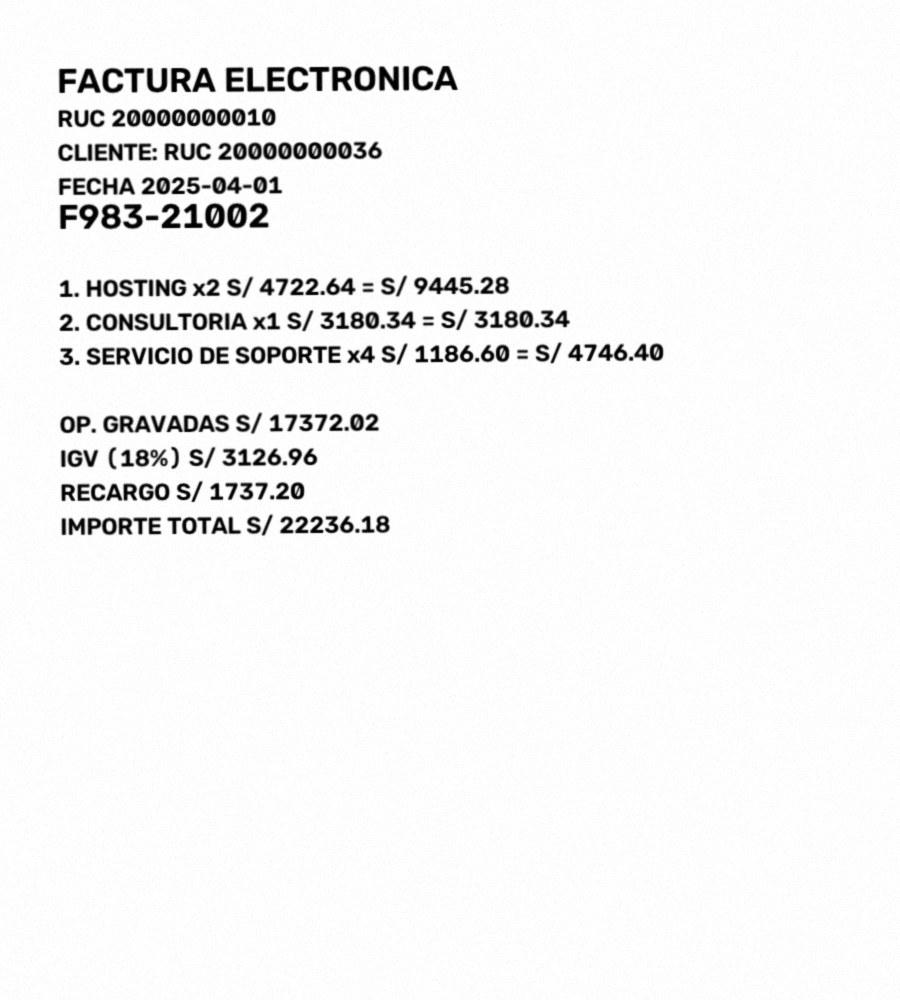 FACTURA ELECTRONICA
RUC 20000000010
CLIENTE: RUC 20000000036
FECHA 2025-04-01
F983-21002
1. HOSTING x2 S/ 4722.64 = S/ 9445.28
2. CONSULTORIA x1 S/ 3180.34 = S/ 3180.34
3. SERVICIO DE SOPORTE x4 S/ 1186.60 = S/ 4746.40
OP. GRAVADAS S/ 17372.02
IGV (18%) S/ 3126.96
RECARGO S/ 1737.20
IMPORTE TOTAL S/ 22236.18